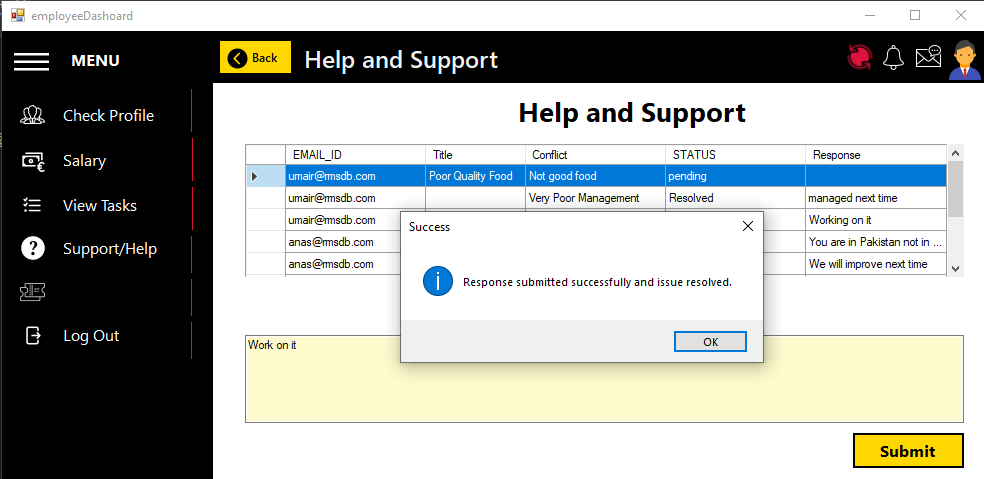 employeeDashoard
MENU
Back
Help and Support
Check Profile
Salary
View Tasks
Support/Help
Log Out
Help and Support
EMAIL_ID Title Conflict STATUS Response
umair@rmsdb.com Poor Quality Food Not good food pending
umair@rmsdb.com Very Poor Management Resolved managed next time
umair@rmsdb.com Working on it
anas@rmsdb.com You are in Pakistan not in ...
anas@rmsdb.com We will improve next time
Success
Response submitted successfully and issue resolved.
OK
Work on it
Submit